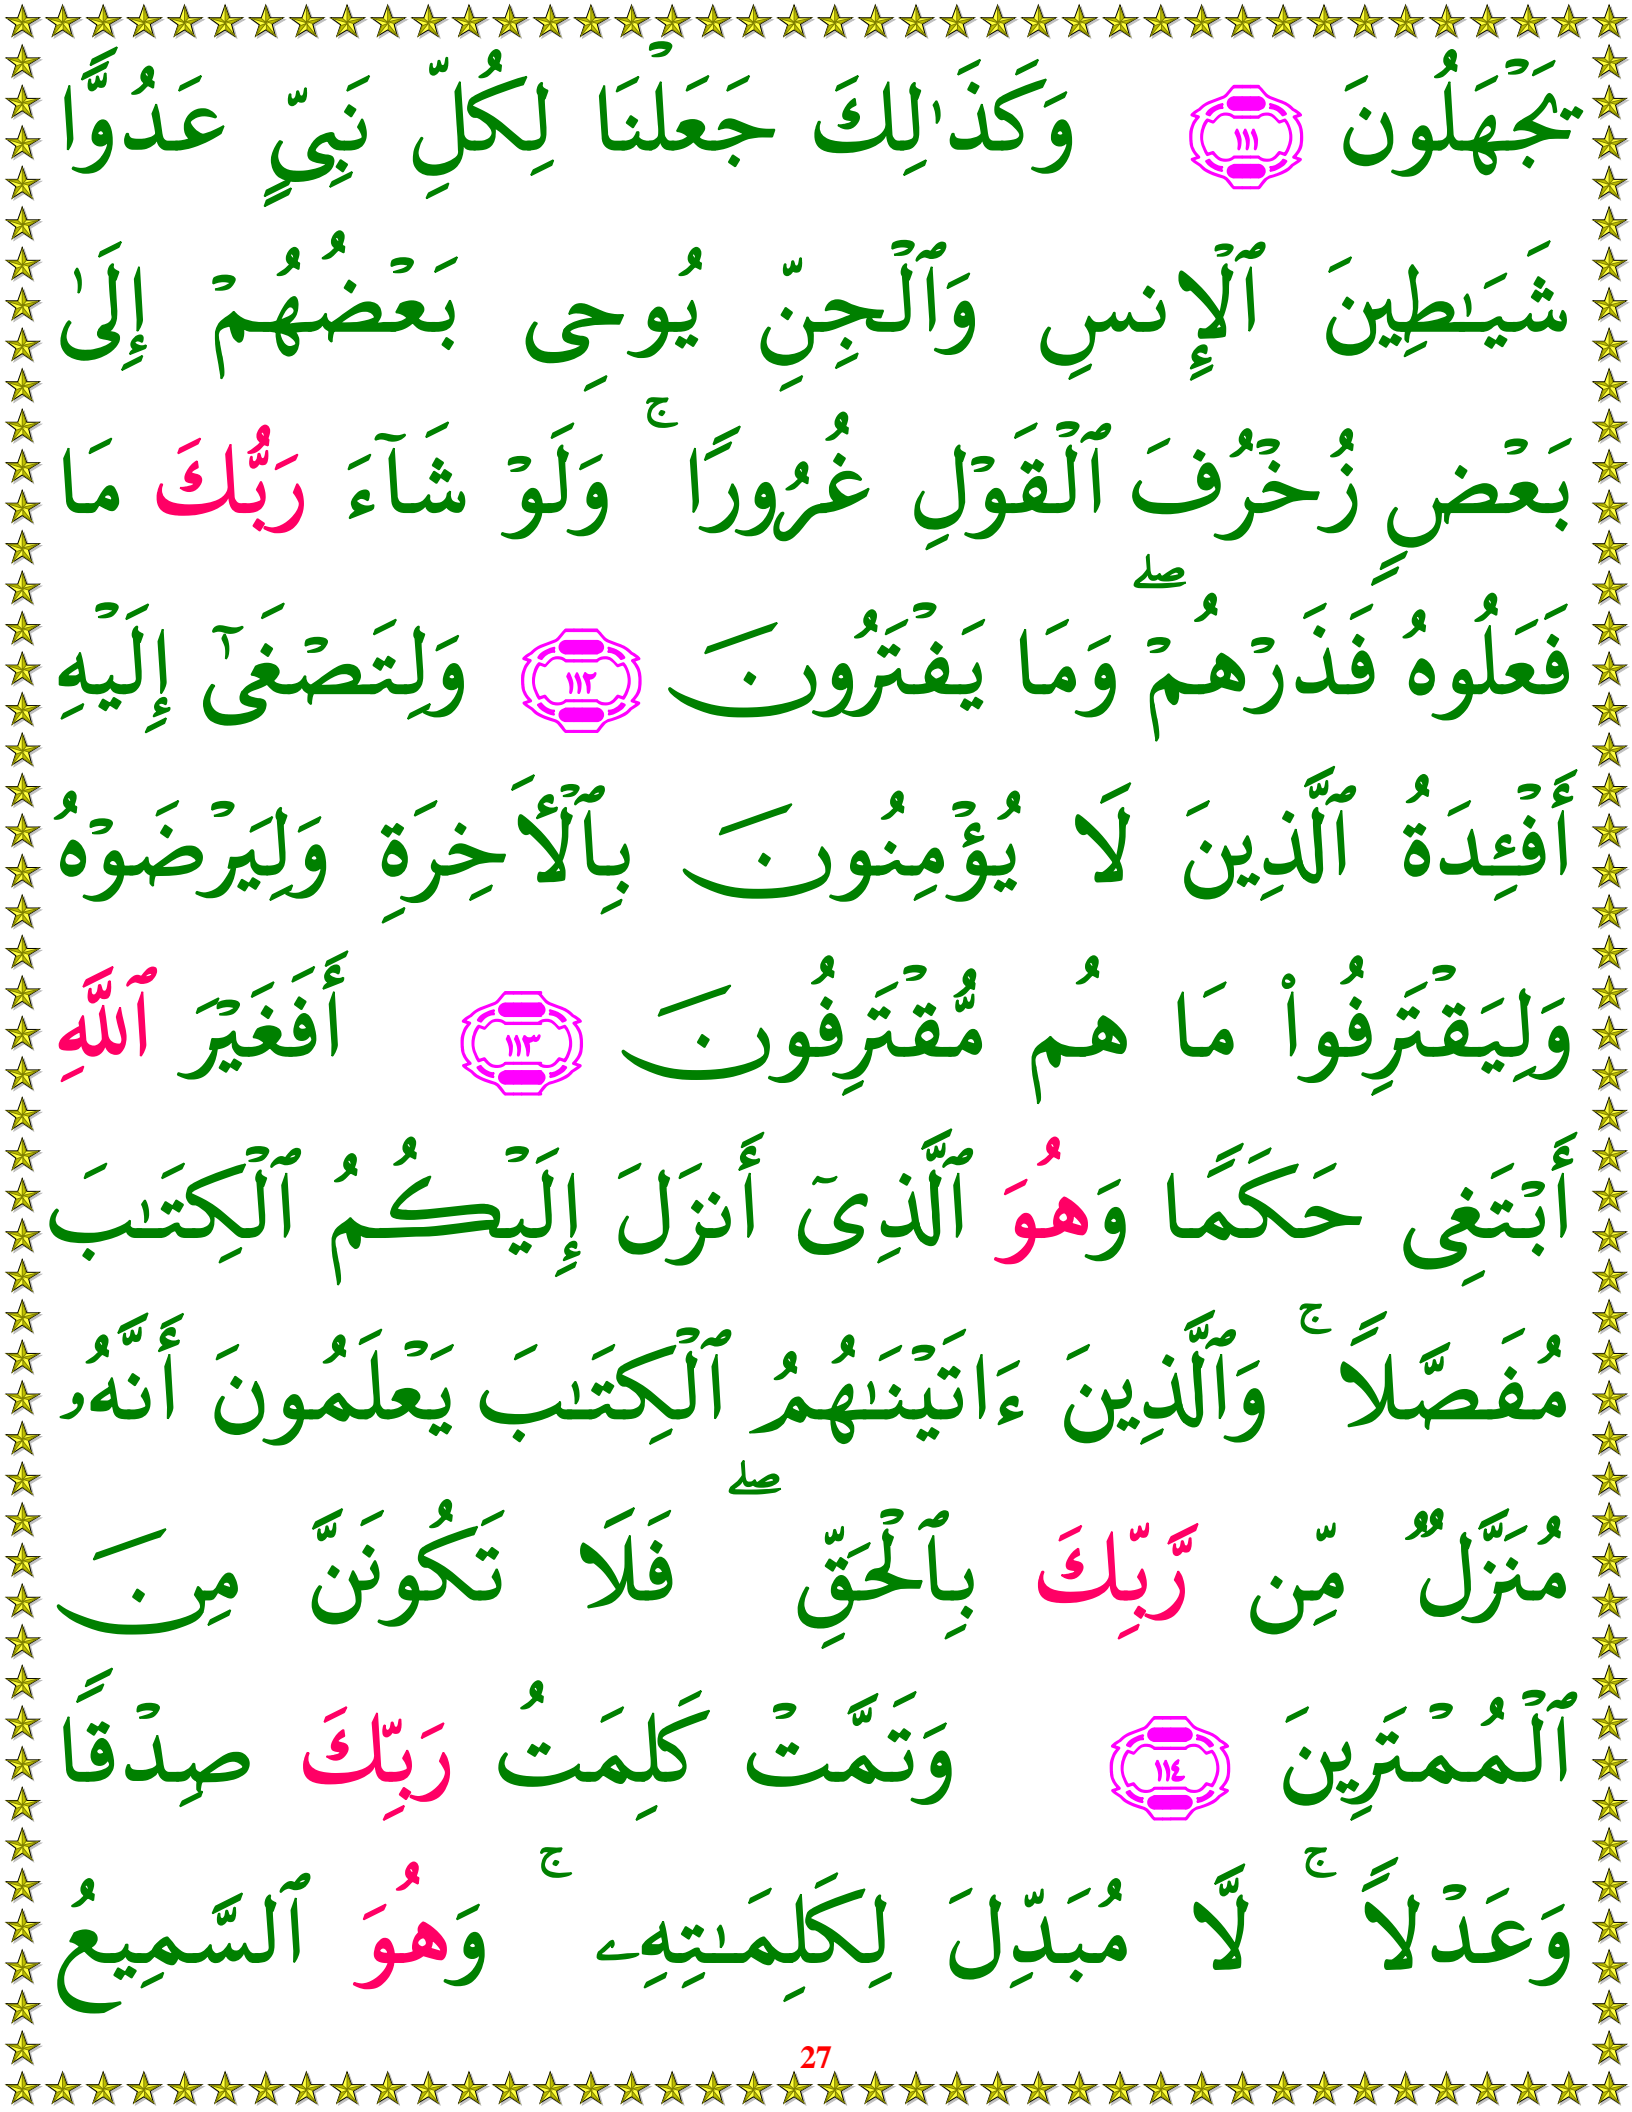 يَجْهَلُونَ ١١١ وَكَذَٰلِكَ جَعَلْنَا لِكُلِّ نَبِىٍّ عَدُوًّا
شَيَـٰطِينَ ٱلْإِنسِ وَٱلْجِنِّ يُوحِى بَعْضُهُمْ إِلَىٰ
بَعْضٍ زُخْرُفَ ٱلْقَوْلِ غُرُورًا ۚ وَلَوْ شَآءَ رَبُّكَ مَا
فَعَلُوهُ فَذَرْهُمْ ۖ وَمَا يَفْتَرُونَ ١١٢ وَلِتَصْغَىٰٓ إِلَيْهِ
أَفْـِٔدَةُ ٱلَّذِينَ لَا يُؤْمِنُونَ بِٱلْأَخِرَةِ وَلِيَرْضَوْهُ
وَلِيَقْتَرِفُوا۟ مَا هُم مُّقْتَرِفُونَ ١١٣ أَفَغَيْرَ ٱللَّهِ
أَبْتَغِى حَكَمًا وَهُوَ ٱلَّذِىٓ أَنزَلَ إِلَيْكُمُ ٱلْكِتَـٰبَ
مُفَصَّلًا ۚ وَٱلَّذِينَ ءَاتَيْنَـٰهُمُ ٱلْكِتَـٰبَ يَعْلَمُونَ أَنَّهُۥ
مُنَزَّلٌ مِّن رَّبِّكَ بِٱلْحَقِّ ۖ فَلَا تَكُونَنَّ مِنَ
ٱلْمُمْتَرِينَ ١١٤ وَتَمَّتْ كَلِمَتُ رَبِّكَ صِدْقًا
وَعَدْلًا ۚ لَّا مُبَدِّلَ لِكَلِمَـٰتِهِۦ ۚ وَهُوَ ٱلسَّمِيعُ
27